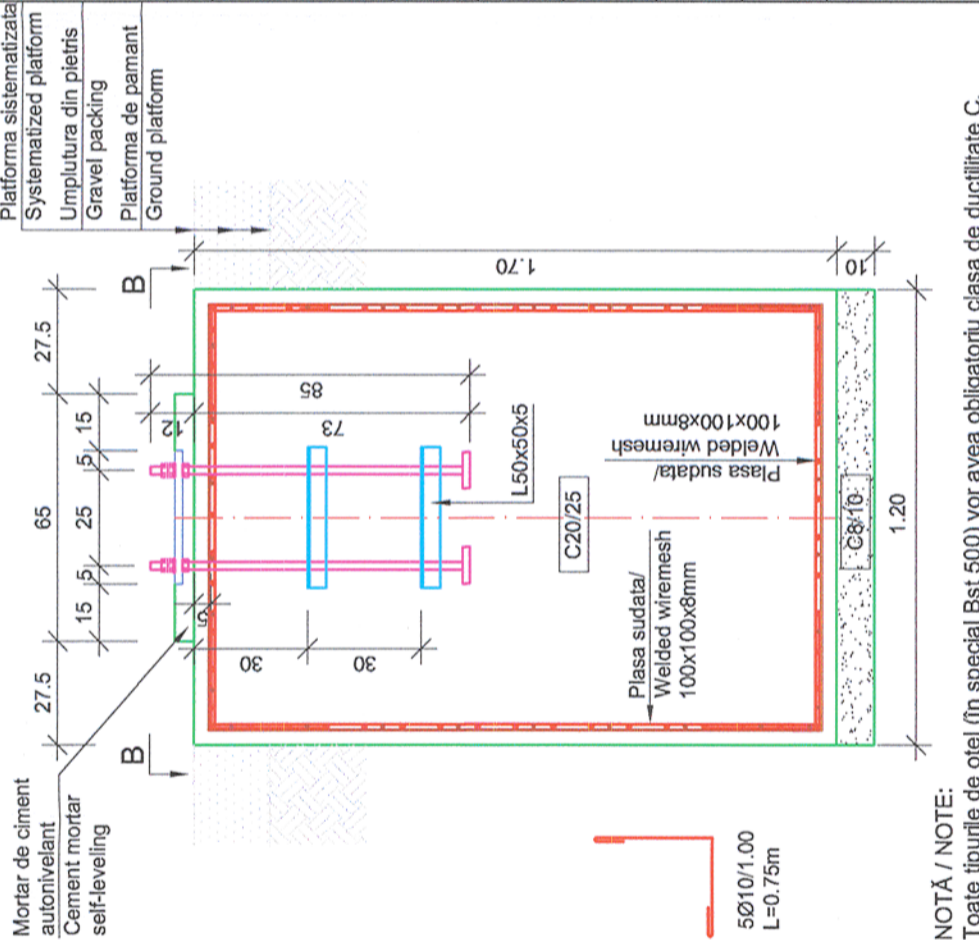 Platforma sistematizata
Systematized platform
Umplutura din pietris
Gravel packing
Platforma de pamant
Ground platform
Mortar de ciment
autonivelant
Cement mortar
self-leveling
27.5
65
27.5
15
5
25
5
15
B
B
12
85
73
5
30
30
1.70
10
L50x50x5
C20/25
Plasa sudata/
Welded wiremesh
100x100x8mm
Plasa sudata/
Welded wiremesh
100x100x8mm
C8/10
1.20
5Ø10/1.00
L=0.75m
NOTĂ / NOTE:
Toate tipurile de otel (în special Bst 500) vor avea obligatoriu clasa de ductilitate C.